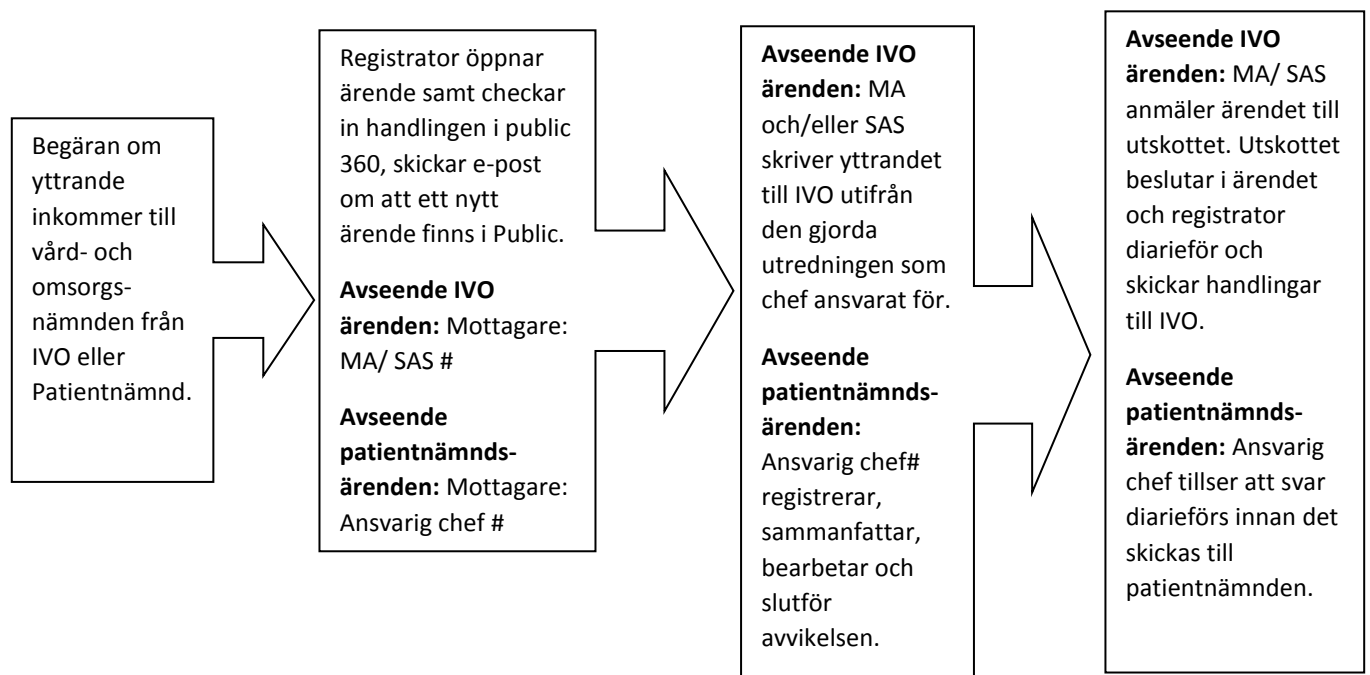 Begäran om
yttrande
inkommer till
vård- och
omsorgs-
nämnden från
IVO eller
Patientnämnd.
Registrator öppnar
ärende samt checkar
in handlingen i public
360, skickar e-post
om att ett nytt
ärende finns i Public.
Avseende IVO
ärenden: Mottagare:
MA/ SAS #
Avseende
patientnämnds-
ärenden: Mottagare:
Ansvarig chef #
Avseende IVO
ärenden: MA
och/eller SAS
skriver yttrandet
till IVO utifrån
den gjorda
utredningen som
chef ansvarat för.
Avseende
patientnämnds-
ärenden:
Ansvarig chef#
registrerar,
sammanfattar,
bearbetar och
slutför
avvikelsen.
Avseende IVO
ärenden: MA/ SAS
anmäler ärendet till
utskottet. Utskottet
beslutar i ärendet
och registrator
diarieför och
skickar handlingar
till IVO.
Avseende
patientnämnds-
ärenden: Ansvarig
chef tillser att svar
diarieförs innan det
skickas till
patientnämnden.